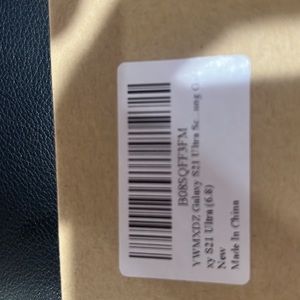 B08SQFF3FM
YWMXDZ Galaxy S21 Ultra
xy S21 Ultra (6.8)
New
Made In China